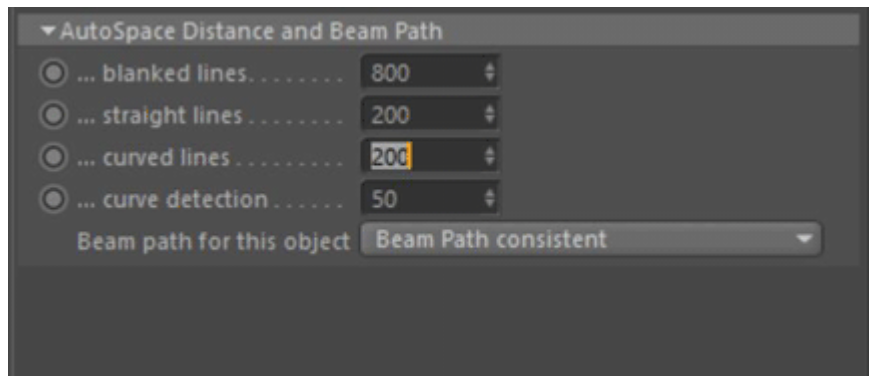 AutoSpace Distance and Beam Path
... blanked lines........ 800
... straight lines........ 200
... curved lines......... 200
... curve detection...... 50
Beam path for this object Beam Path consistent